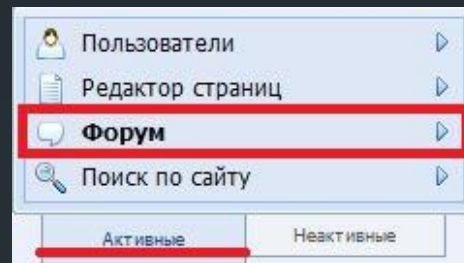 Пользователи
Редактор страниц
Форум
Поиск по сайту
Активные Неактивные